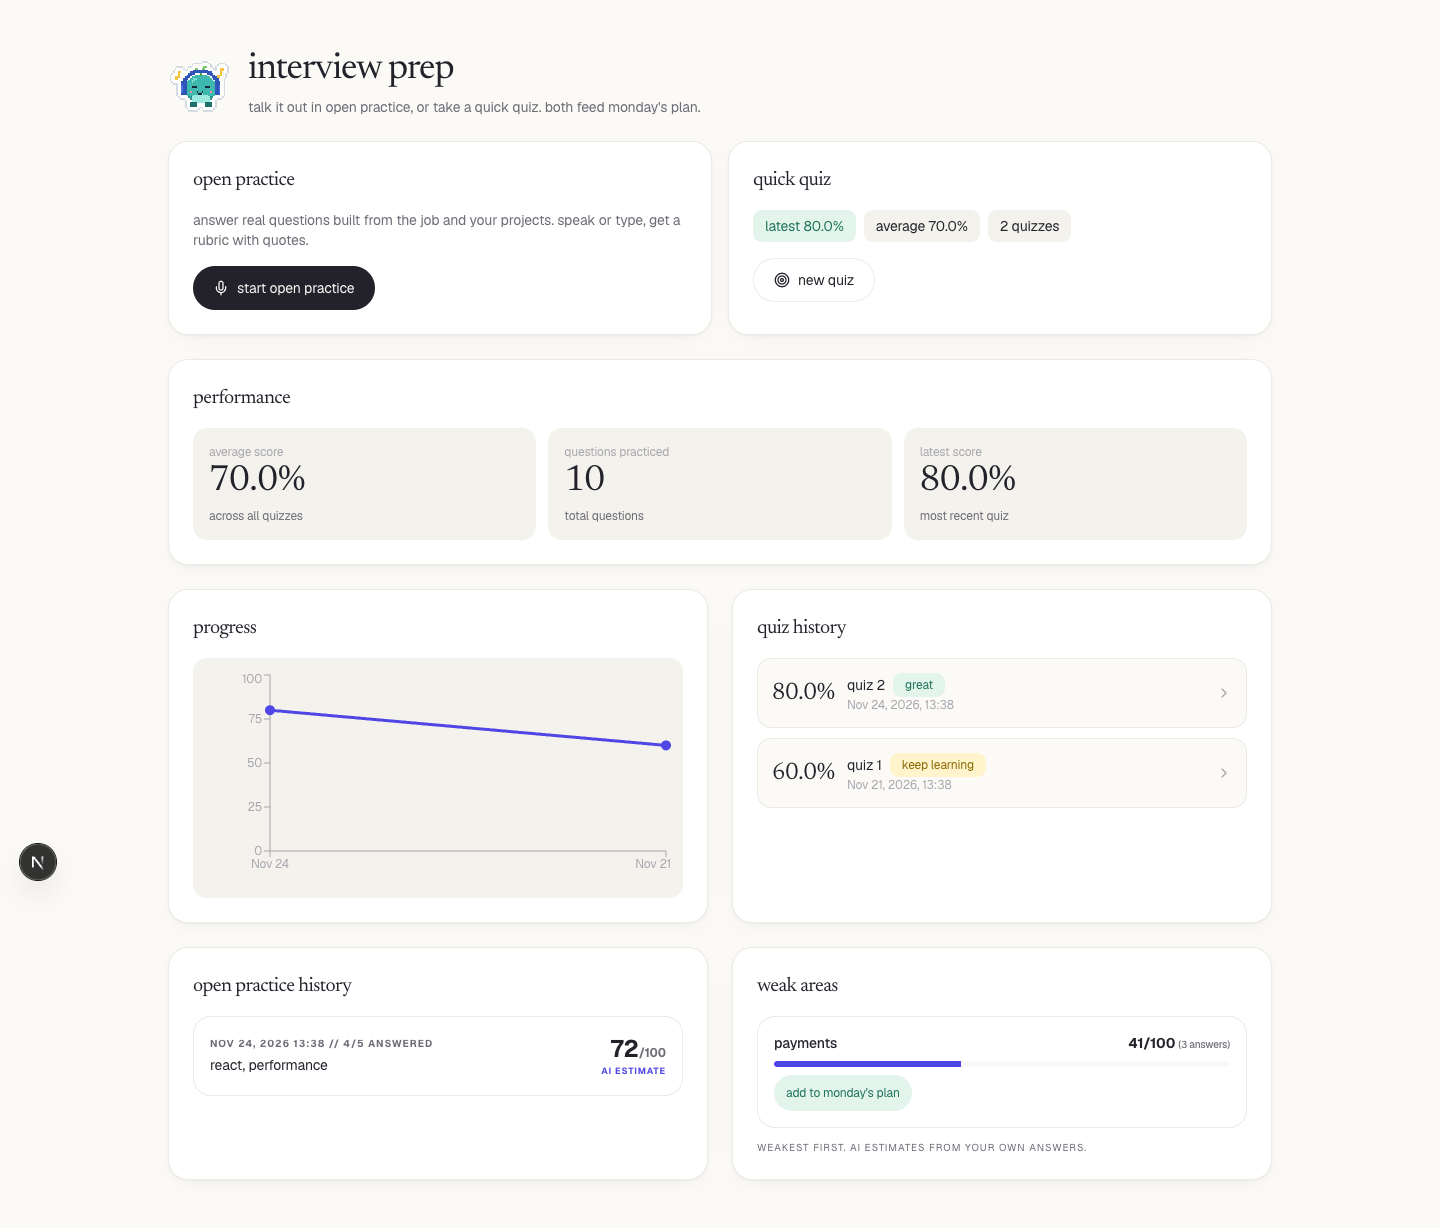 interview prep
talk it out in open practice, or take a quick quiz. both feed monday's plan.
open practice
answer real questions built from the job and your projects. speak or type, get a
rubric with quotes.
start open practice
quick quiz
latest 80.0%
average 70.0%
2 quizzes
new quiz
performance
average score
70.0%
across all quizzes
questions practiced
10
total questions
latest score
80.0%
most recent quiz
progress
100
75
50
25
0
Nov 24
Nov 21
quiz history
80.0%
quiz 2
great
Nov 24, 2026, 13:38
60.0%
quiz 1
keep learning
Nov 21, 2026, 13:38
N
open practice history
NOV 24, 2026 13:38 // 4/5 ANSWERED
react, performance
72/100
AI ESTIMATE
weak areas
payments
41/100 (3 answers)
add to monday's plan
WEAKEST FIRST. AI ESTIMATES FROM YOUR OWN ANSWERS.